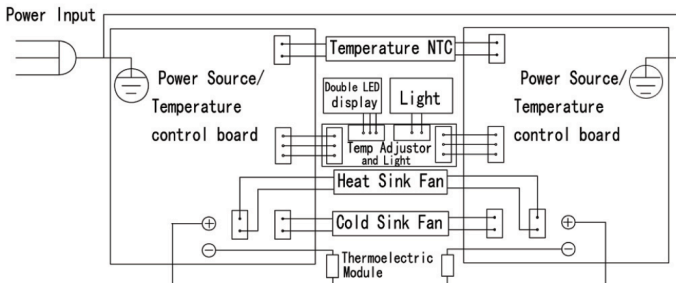 Power Input
Temperature NTC
Power Source/
Temperature
control board
Double LED
display
Light
Power Source/
Temperature
control board
Temp Adjustor
and Light
Heat Sink Fan
Cold Sink Fan
Thermoelectric
Module